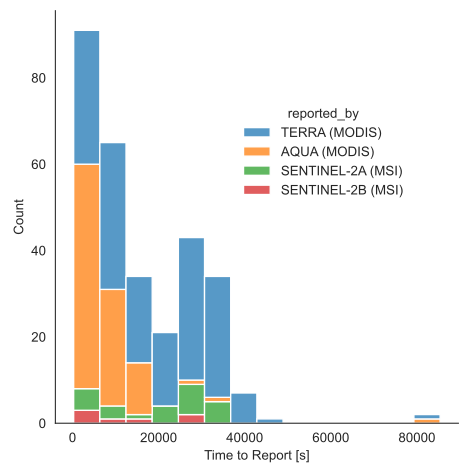 80
60
40
20
0
Count
reported_by
TERRA (MODIS)
AQUA (MODIS)
SENTINEL-2A (MSI)
SENTINEL-2B (MSI)
0 20000 40000 60000 80000
Time to Report [s]